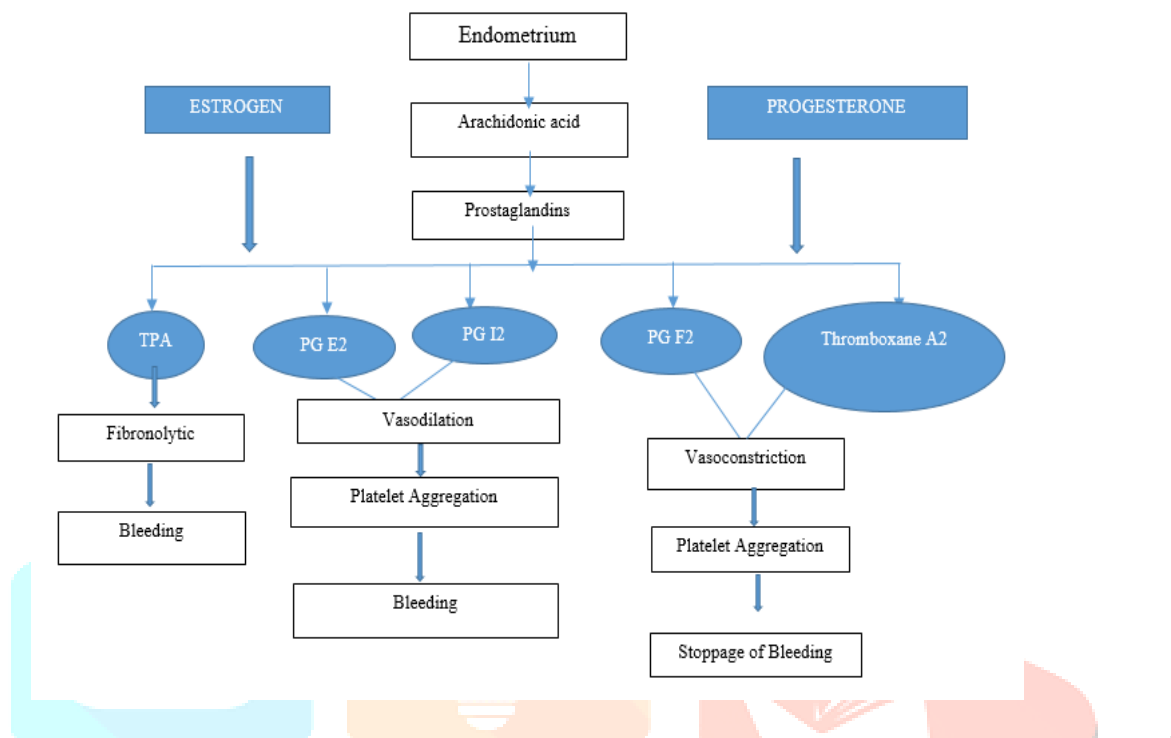 Endometrium
ESTROGEN
PROGESTERONE
Arachidonic acid
Prostaglandins
TPA
PG E2
PG I2
PG F2
Thromboxane A2
Fibronolytic
Vasodilation
Vasoconstriction
Bleeding
Platelet Aggregation
Platelet Aggregation
Bleeding
Stoppage of Bleeding